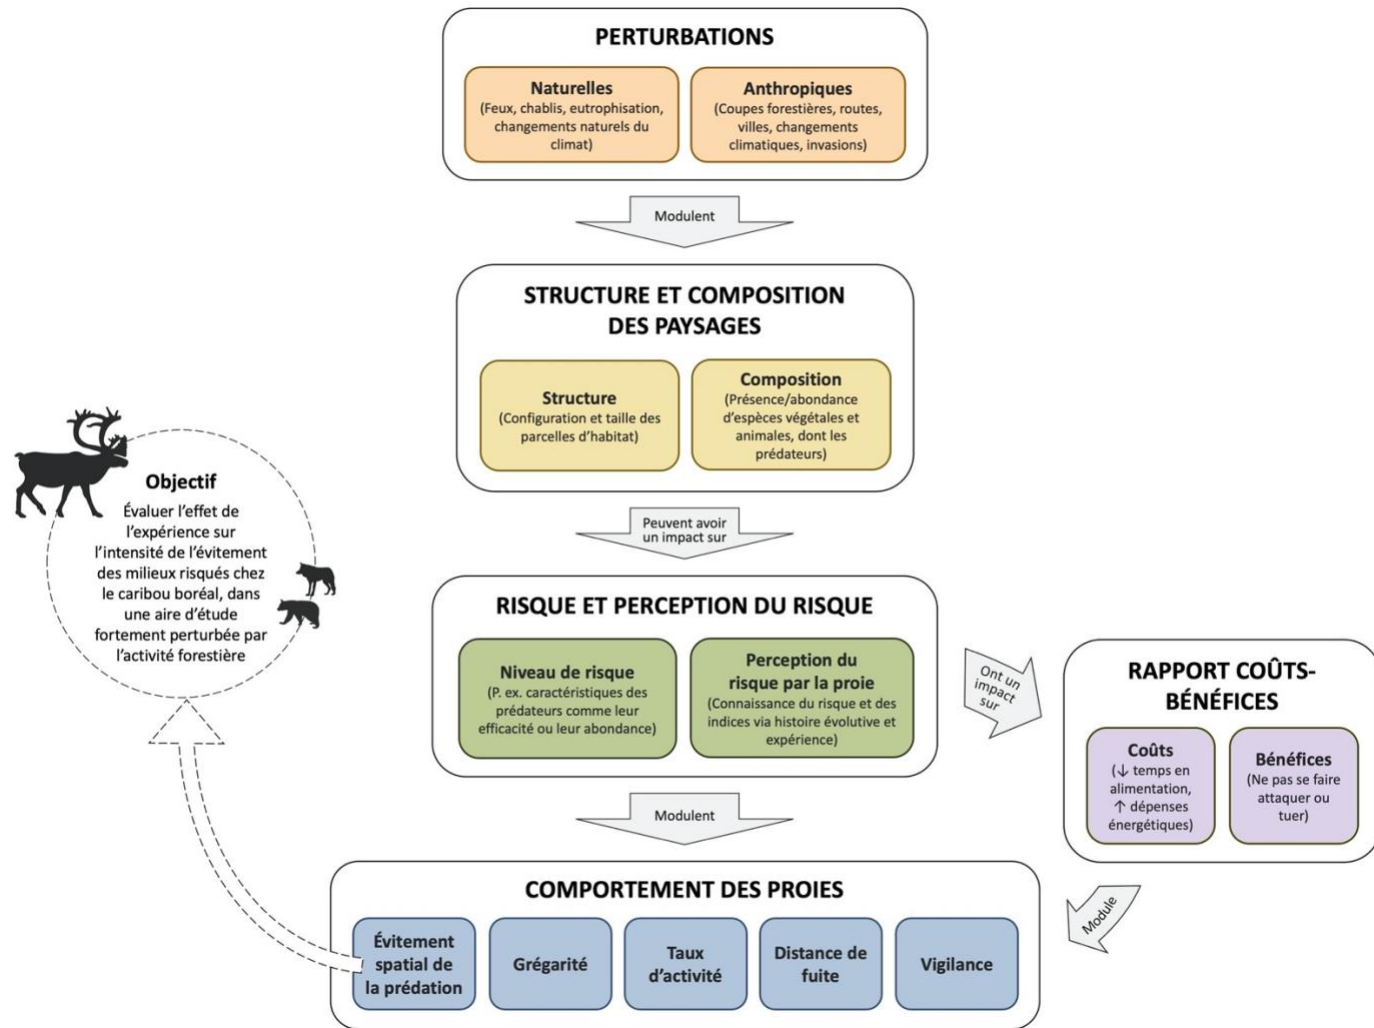 PERTURBATIONS
Naturelles
(Feux, chablis, eutrophisation,
changements naturels du
climat)
Anthropiques
(Coupes forestières, routes,
villes, changements
climatiques, invasions)
Modulent
STRUCTURE ET COMPOSITION
DES PAYSAGES
Structure
(Configuration et taille des
parcelles d’habitat)
Composition
(Présence/abondance
d’espèces végétales et
animales, dont les
prédateurs)
Peuvent avoir
un impact sur
Objectif
Évaluer l’effet de
l’expérience sur
l’intensité de l’évitement
des milieux risqués chez
le caribou boréal, dans
une aire d’étude
fortement perturbée par
l’activité forestière
RISQUE ET PERCEPTION DU RISQUE
Niveau de risque
(P. ex. caractéristiques des
prédateurs comme leur
efficacité ou leur abondance)
Perception du
risque par la proie
(Connaissance du risque et des
indices via histoire évolutive et
expérience)
Ont un
impact
sur
RAPPORT COÛTS-
BÉNÉFICES
Coûts
(↓ temps en
alimentation,
↑ dépenses
énergétiques)
Bénéfices
(Ne pas se faire
attaquer ou
tuer)
Modulent
Module
COMPORTEMENT DES PROIES
Évitement
spatial de
la prédation
Grégarité
Taux
d’activité
Distance de
fuite
Vigilance